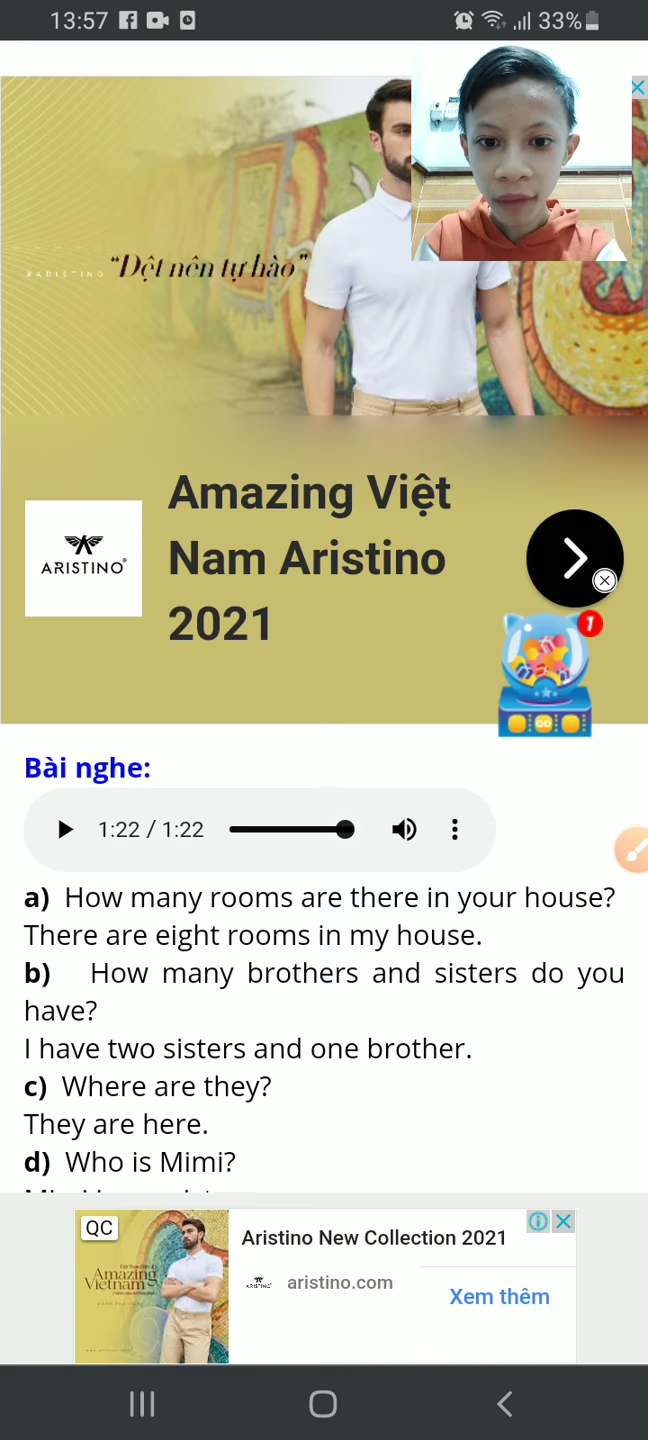 13:57
33%
#ARISTINO
“Dệt nên tự hào”
Amazing Việt
Nam Aristino
2021
ARISTINO
1
GO
Bài nghe:
1:22 / 1:22
a) How many rooms are there in your house?
There are eight rooms in my house.
b) How many brothers and sisters do you
have?
I have two sisters and one brother.
c) Where are they?
They are here.
d) Who is Mimi?
QC
Amazing
Vietnam
Aristino New Collection 2021
ARISTINO
aristino.com
Xem thêm